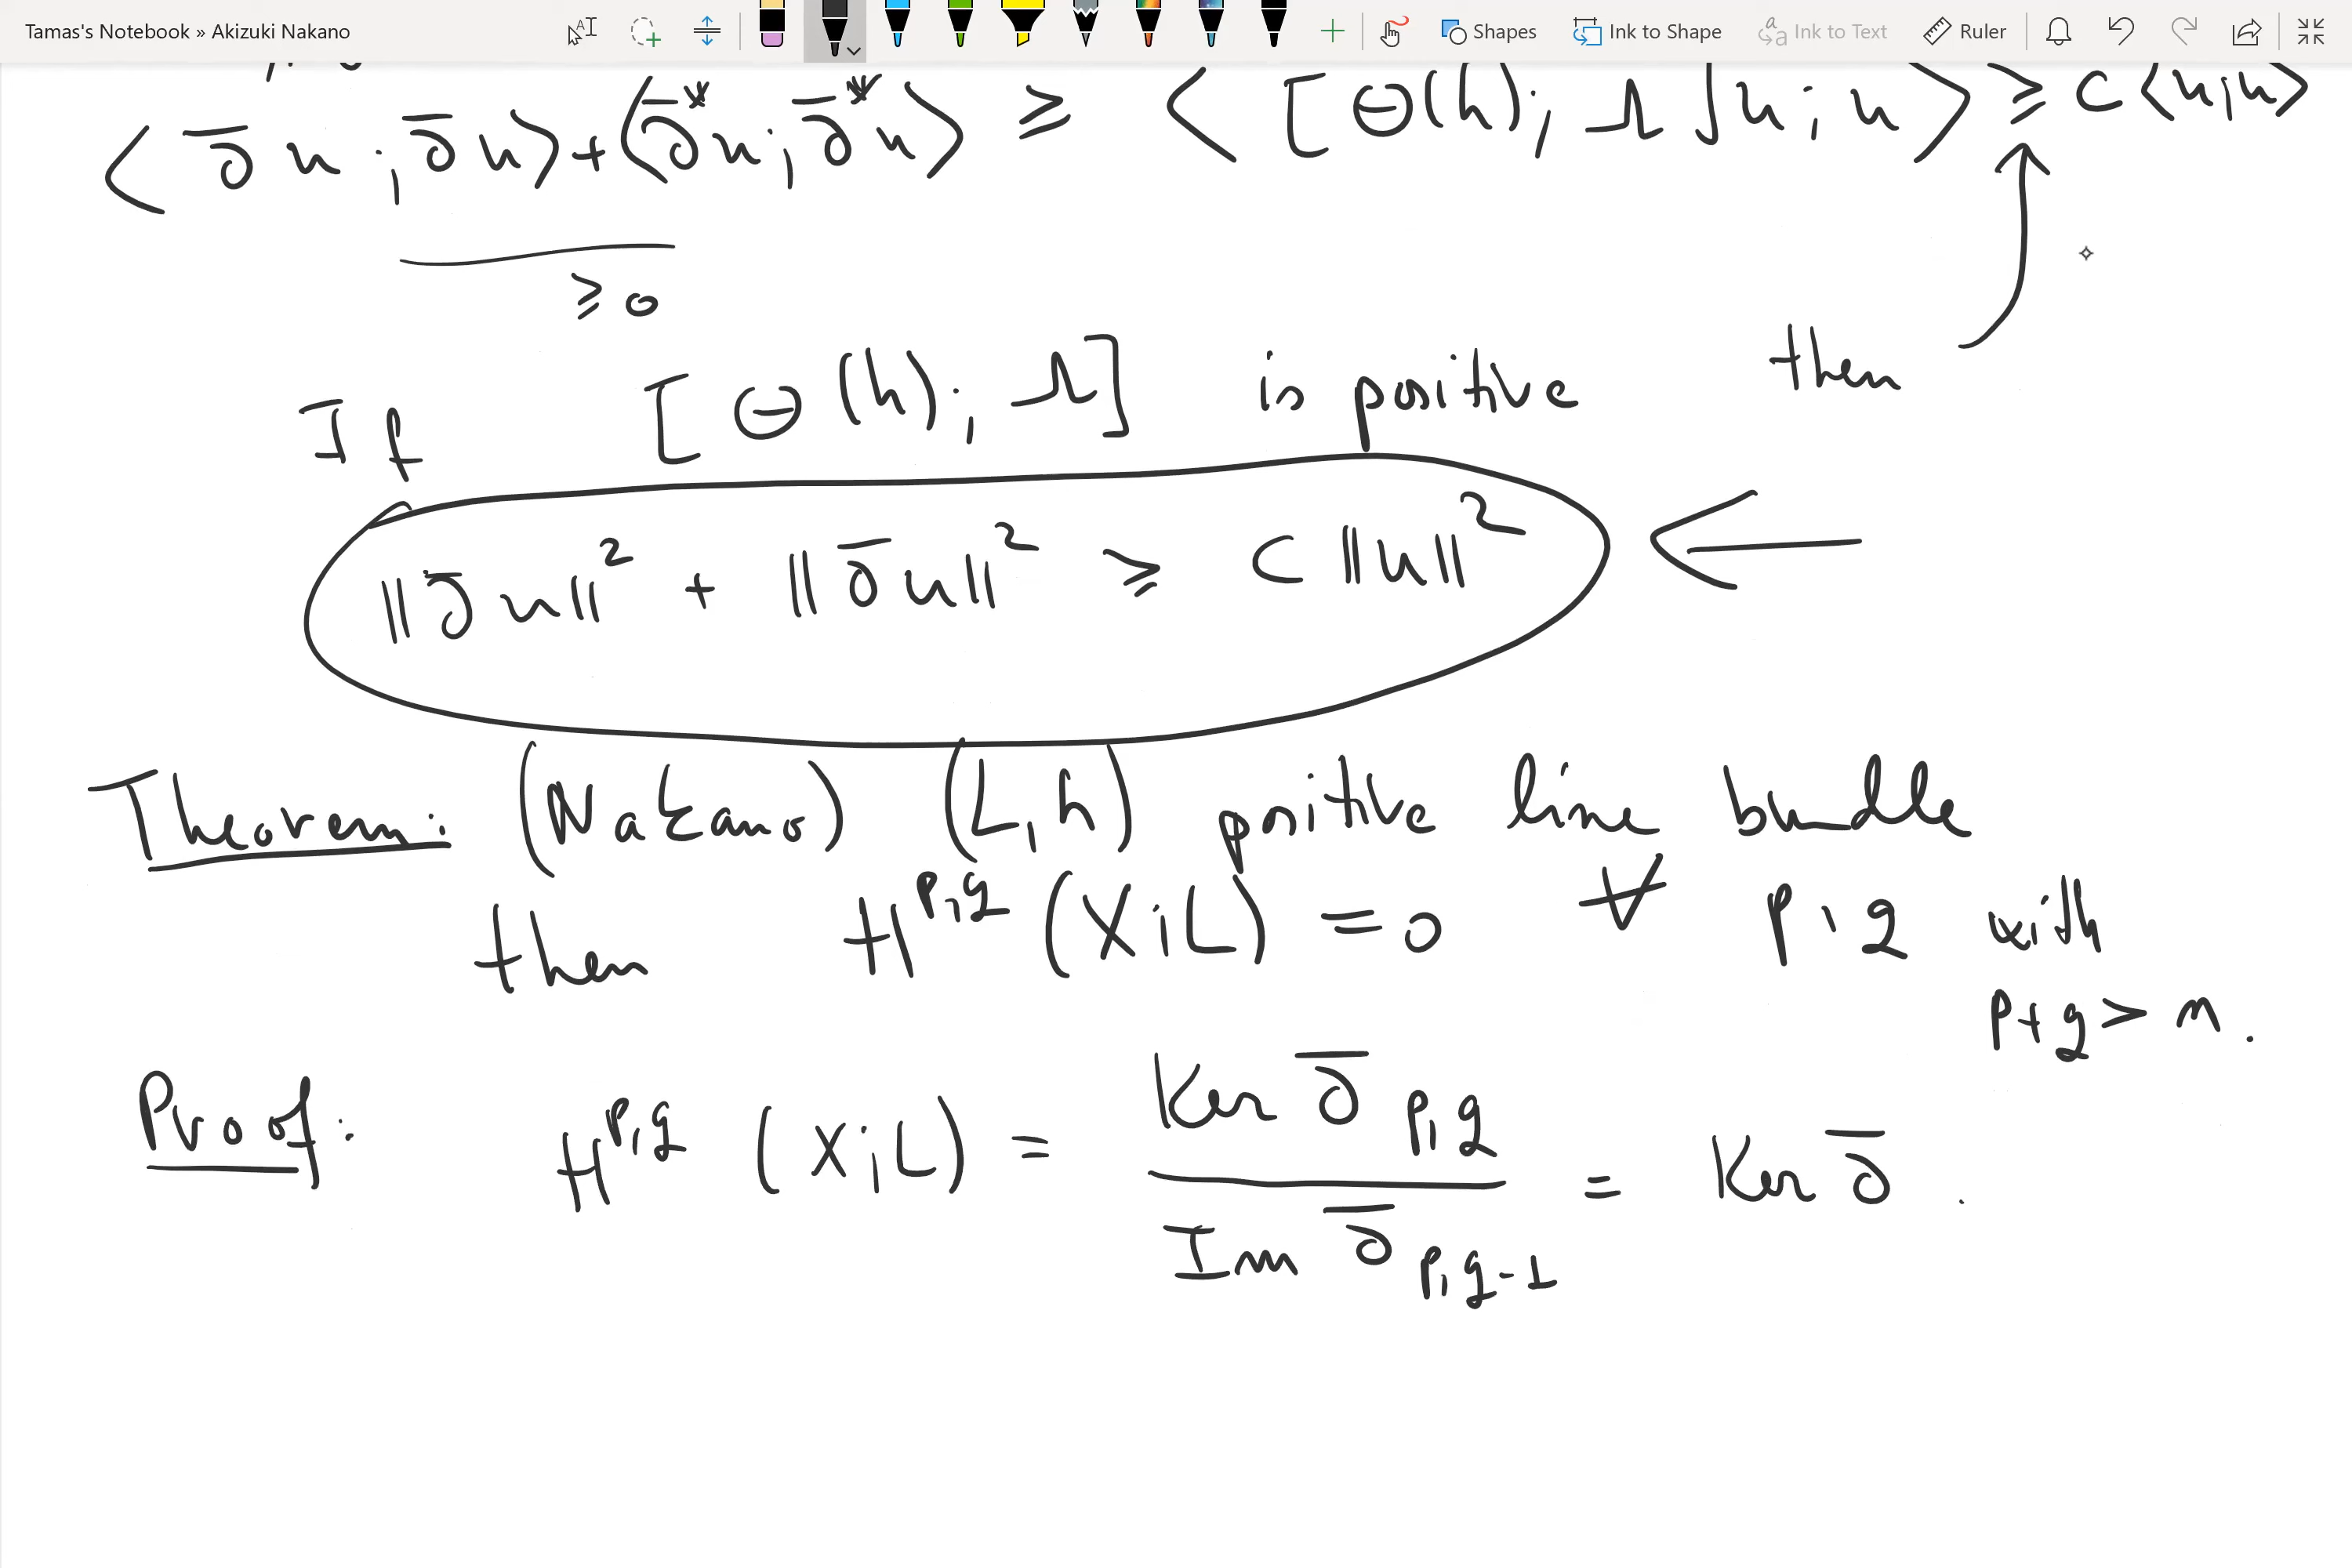 Tamas's Notebook » Akizuki Nakano
Shapes Ink to Shape Ink to Text Ruler
⟨∂̄u ; ∂̄u⟩ + ⟨∂̄*u ; ∂̄*u⟩ ≥ ⟨[Θ(h) ; Λ]u ; u⟩ ≥ C⟨u,u⟩
≥ 0
If [Θ(h) ; Λ] is positive then
‖∂̄u‖² + ‖∂̄u‖² ≥ C‖u‖² ←
Theorem: (Nakano) (L,h) positive line bundle
then H^{p,q}(X;L) = 0 ∀ p,q with
p+q > n.
Proof: H^{p,q}(X;L) = Ker ∂̄_{p,q} / Im ∂̄_{p,q-1} = Ker ∂̄ .